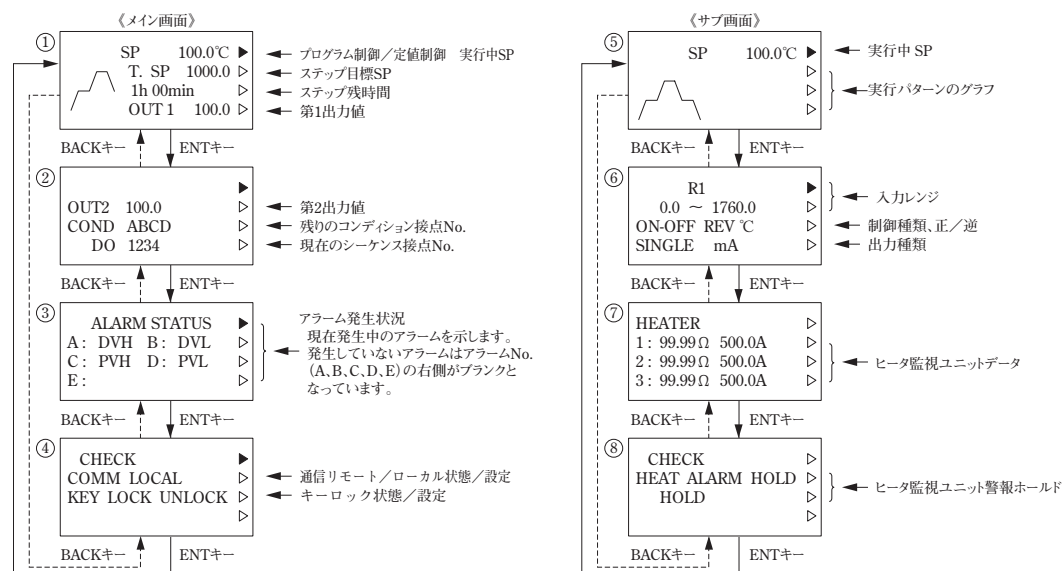 《メイン画面》
①
SP 100.0℃
T. SP 1000.0
1h 00min
OUT 1 100.0
プログラム制御/定値制御 実行中SP
ステップ目標SP
ステップ残時間
第1出力値
BACKキー ENTキー
②
OUT2 100.0
COND ABCD
DO 1234
第2出力値
残りのコンディション接点No.
現在のシーケンス接点No.
BACKキー ENTキー
③
ALARM STATUS
A: DVH B: DVL
C: PVH D: PVL
E:
アラーム発生状況
現在発生中のアラームを示します。
発生していないアラームはアラームNo.
(A、B、C、D、E)の右側がブランクと
なっています。
BACKキー ENTキー
④
CHECK
COMM LOCAL
KEY LOCK UNLOCK
通信リモート/ローカル状態/設定
キーロック状態/設定
BACKキー ENTキー
《サブ画面》
⑤
SP 100.0℃
実行中 SP
実行パターンのグラフ
BACKキー ENTキー
⑥
R1
0.0 ~ 1760.0
ON-OFF REV ℃
SINGLE mA
入力レンジ
制御種類、正/逆
出力種類
BACKキー ENTキー
⑦
HEATER
1: 99.99Ω 500.0A
2: 99.99Ω 500.0A
3: 99.99Ω 500.0A
ヒータ監視ユニットデータ
BACKキー ENTキー
⑧
CHECK
HEAT ALARM HOLD
HOLD
ヒータ監視ユニット警報ホールド
BACKキー ENTキー